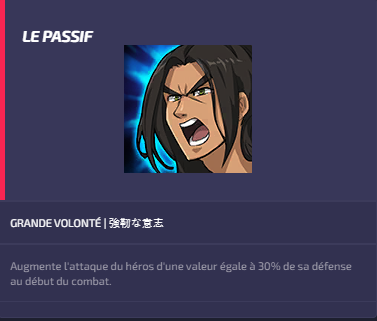 LE PASSIF
GRANDE VOLONTÉ | 強靭な意志
Augmente l'attaque du héros d'une valeur égale à 30% de sa défense
au début du combat.